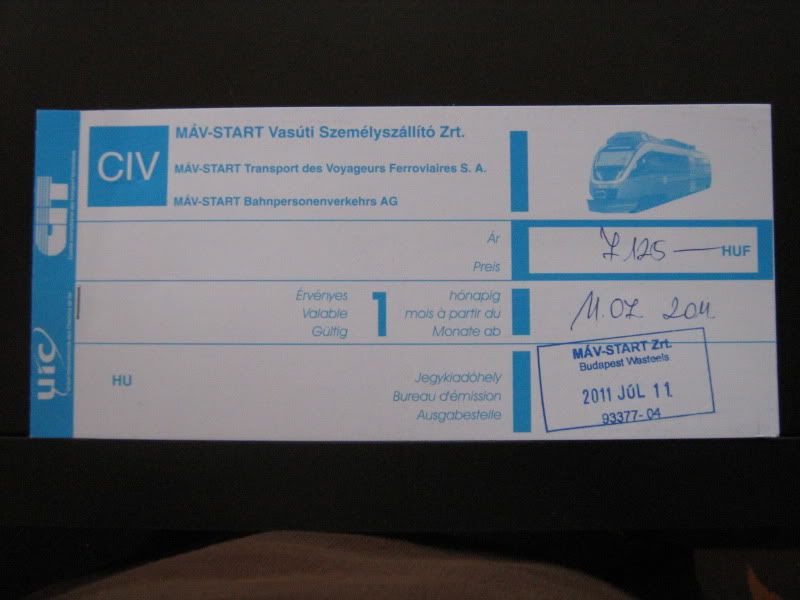 CIV
MÁV-START Vasúti Személyszállító Zrt.
MÁV-START Transport des Voyageurs Ferroviaires S. A.
MÁV-START Bahnpersonenverkehrs AG
Ár
Preis
7 125 — HUF
Érvényes
Valable
Gültig
1
hónapig
mois à partir du
Monate ab
11.07. 2011
HU
Jegykiadóhely
Bureau d'émission
Ausgabestelle
MÁV-START Zrt.
Budapest Wasteels
2011 JÚL 11.
93377-04
CIT
uic